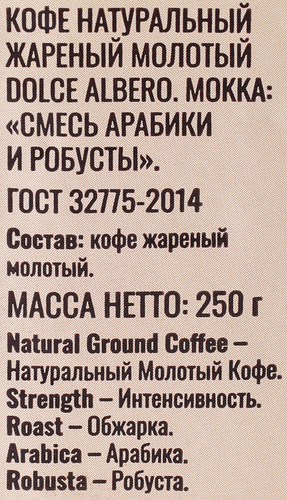 КОФЕ НАТУРАЛЬНЫЙ
ЖАРЕНЫЙ МОЛОТЫЙ
DOLCE ALBERO. МОККА:
«СМЕСЬ АРАБИКИ
И РОБУСТЫ».
ГОСТ 32775-2014
Состав: кофе жареный
молотый.
МАССА НЕТТО: 250 г
Natural Ground Coffee –
Натуральный Молотый Кофе.
Strength – Интенсивность.
Roast – Обжарка.
Arabica – Арабика.
Robusta – Робуста.